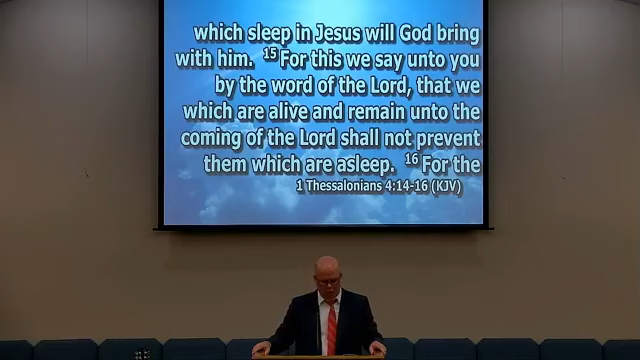 which sleep in Jesus will God bring
with him. 15 For this we say unto you
by the word of the Lord, that we
which are alive and remain unto the
coming of the Lord shall not prevent
them which are asleep. 16 For the
1 Thessalonians 4:14-16 (KJV)